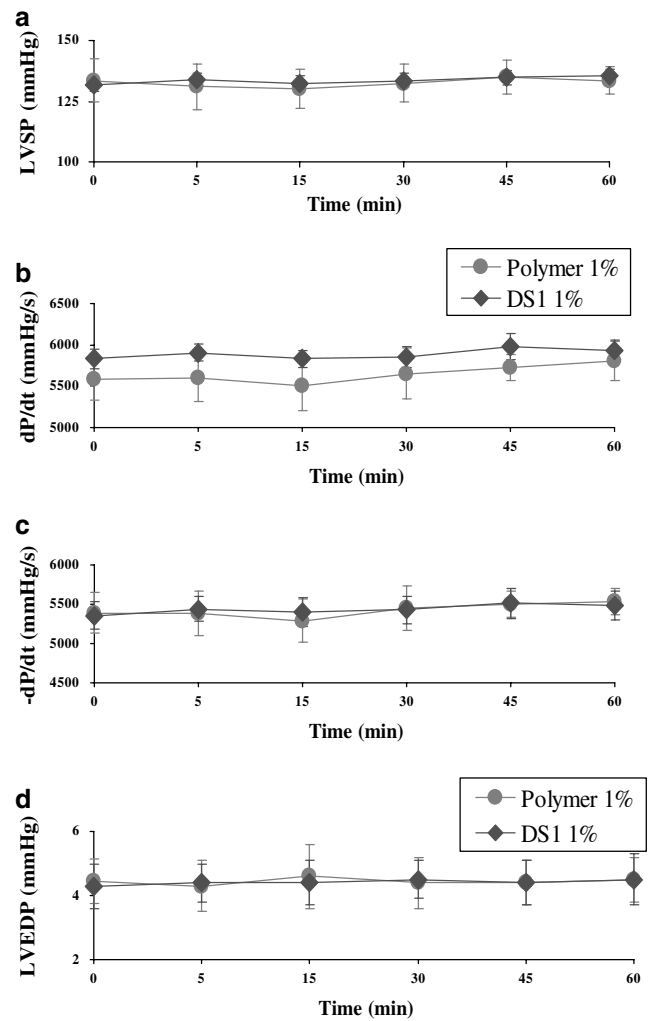 a
LVSP (mmHg)
150
125
100
0 5 15 30 45 60
Time (min)
b
Polymer 1%
DS1 1%
dP/dt (mmHg/s)
6500
6000
5500
5000
0 5 15 30 45 60
Time (min)
c
-dP/dt (mmHg/s)
6000
5500
5000
4500
0 5 15 30 45 60
Time (min)
d
Polymer 1%
DS1 1%
LVEDP (mmHg)
6
4
2
0 5 15 30 45 60
Time (min)